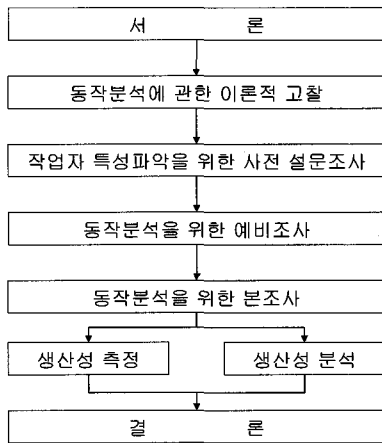 서 론
동작분석에 관한 이론적 고찰
작업자 특성파악을 위한 사전 설문조사
동작분석을 위한 예비조사
동작분석을 위한 본조사
생산성 측정 생산성 분석
결 론